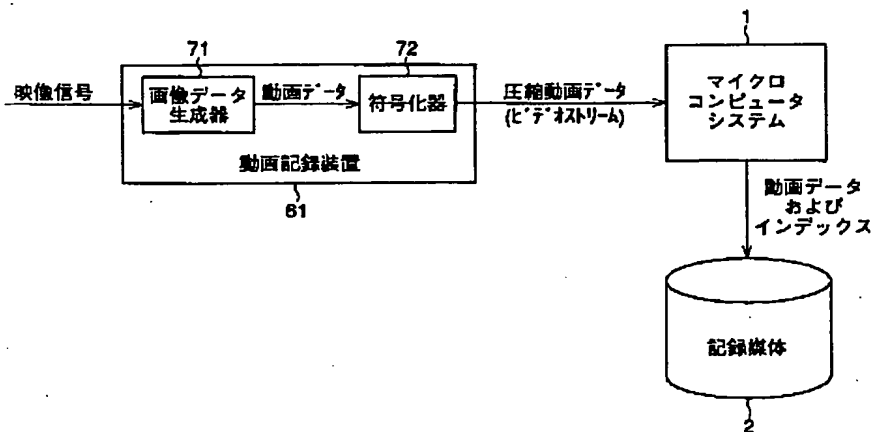 71
72
1
映像信号
画像データ
生成器
動画データ
符号化器
圧縮動画データ
(ビデオストリーム)
マイクロ
コンピュータ
システム
動画記録装置
61
動画データ
および
インデックス
記録媒体
2